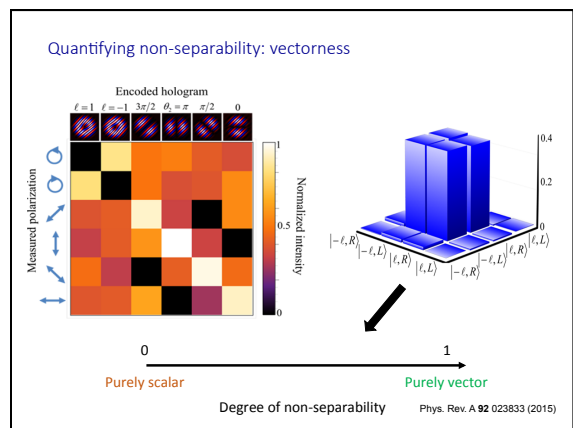 Quantifying non-separability: vectorness
Encoded hologram
ℓ = 1 ℓ = −1 3π/2 θ₂ = π π/2 0
Measured polarization
1
0.5
0
Normalized intensity
0.4
0.2
0
|−ℓ,R⟩ |−ℓ,L⟩ |ℓ,R⟩ |ℓ,L⟩
|−ℓ,R⟩ |−ℓ,L⟩ |ℓ,R⟩ |ℓ,L⟩
0 1
Purely scalar Purely vector
Degree of non-separability
Phys. Rev. A 92 023833 (2015)